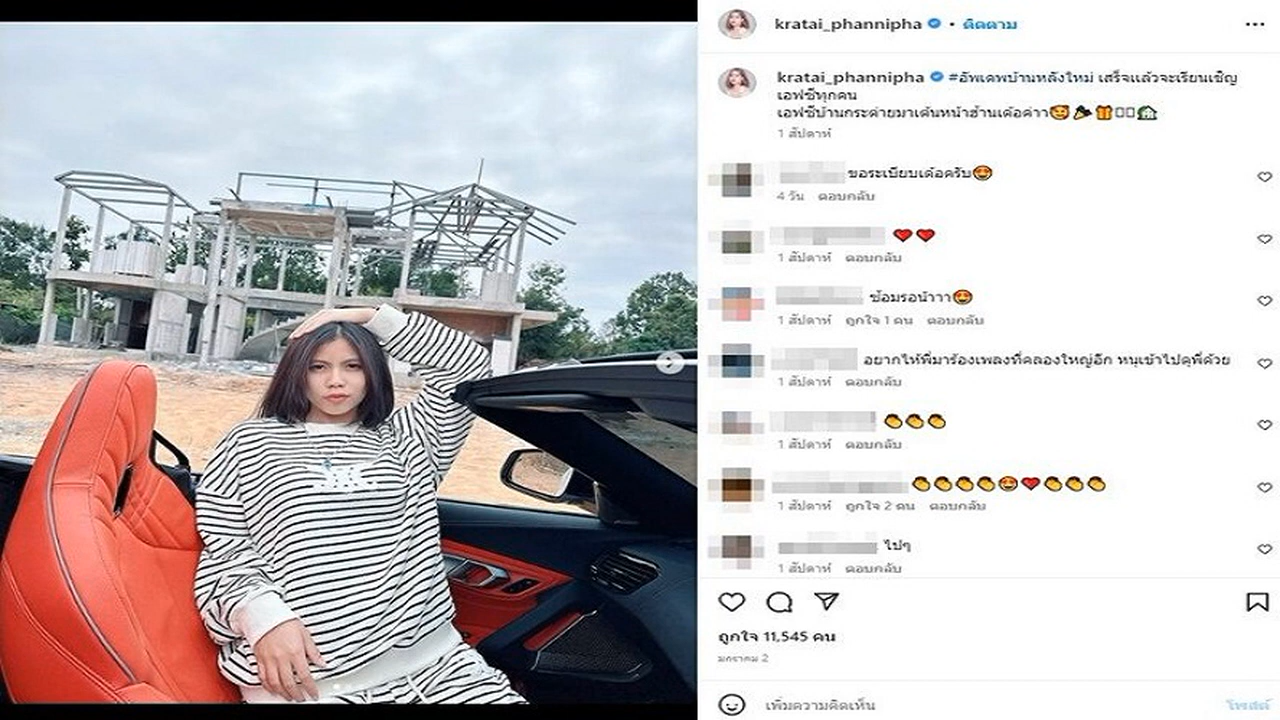 kratai_phannipha • ติดตาม
kratai_phannipha #อัพเดพบ้านหลังใหม่ เสร็จแล้วจะเรียนเชิญ
เอฟซีทุกคน
เอฟซีบ้านกระต่ายมาเต้นหน้าฮ้านเด้อค่าา
1 สัปดาห์
ขอระเบียบเด้อครับ
4 วัน ตอบกลับ
1 สัปดาห์ ตอบกลับ
ซ้อมรอน้าาา
1 สัปดาห์ ถูกใจ 1 คน ตอบกลับ
อยากให้พี่มาร้องเพลงที่คลองใหญ่อีก หนุเข้าไปดุพี่ด้วย
1 สัปดาห์ ตอบกลับ
1 สัปดาห์ ตอบกลับ
1 สัปดาห์ ถูกใจ 2 คน ตอบกลับ
ไปๆ
1 สัปดาห์ ตอบกลับ
ถูกใจ 11,545 คน
มกราคม 2
เพิ่มความคิดเห็น
โพสต์